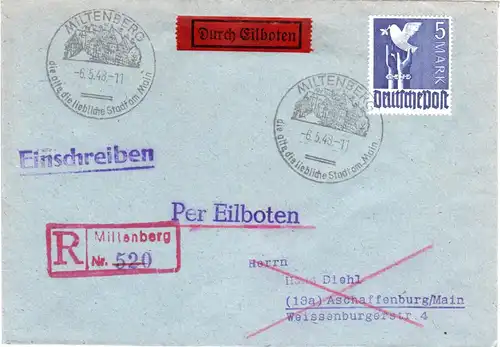 MILTENBERG
-6.5.48.-11
die alte, die liebliche Stadt am Main
Durch Eilboten
5 MARK
Deutsche Post
MILTENBERG
-6.5.48.-11
die alte, die liebliche Stadt am Main
Einschreiben
Per Eilboten
R
Miltenberg
Nr. 520
Herrn
Diehl
(13a) Aschaffenburg/Main
Weissenburgerstr 4